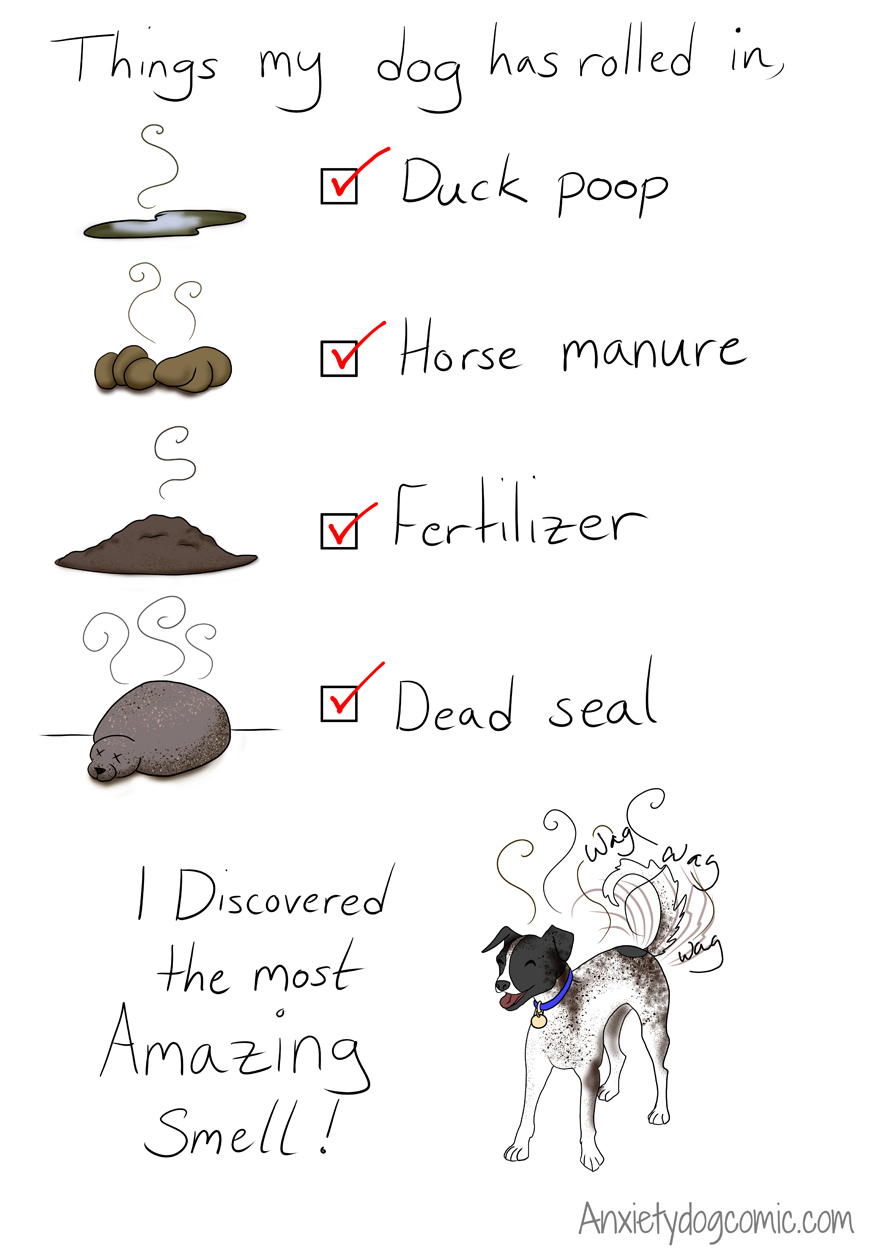 Things my dog has rolled in,
Duck poop
Horse manure
Fertilizer
Dead seal
wag
wag
wag
I Discovered
the most
Amazing
Smell!
Anxietydogcomic.com